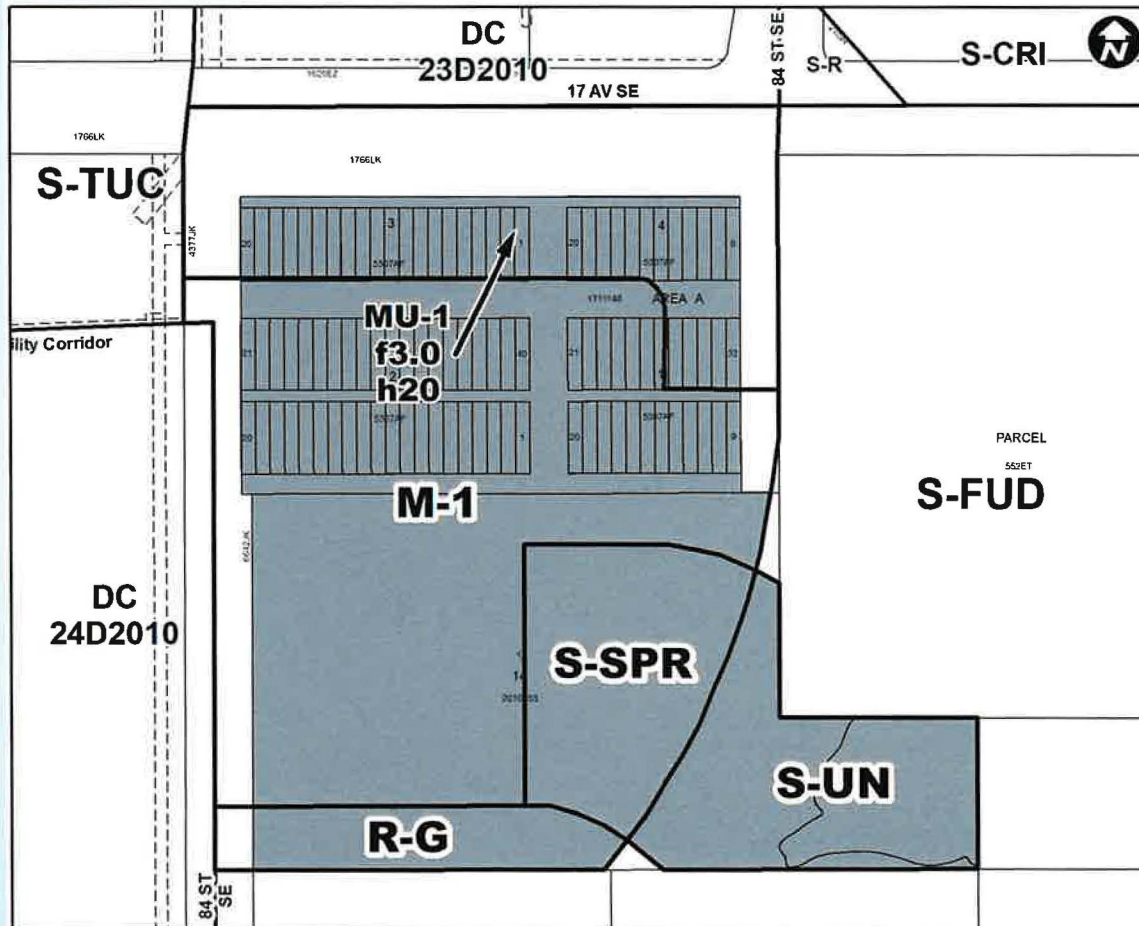 DC
23D2010
84 ST SE
S-R
S-CRI
N
17 AV SE
1766LK
1766LK
S-TUC
4377JK
3
4
20
1
20
MU-1
f3.0
h20
AREA A
ility Corridor
21
40
21
32
20
1
20
9
M-1
PARCEL
552ET
S-FUD
DC
24D2010
S-SPR
S-UN
R-G
84 ST
SE